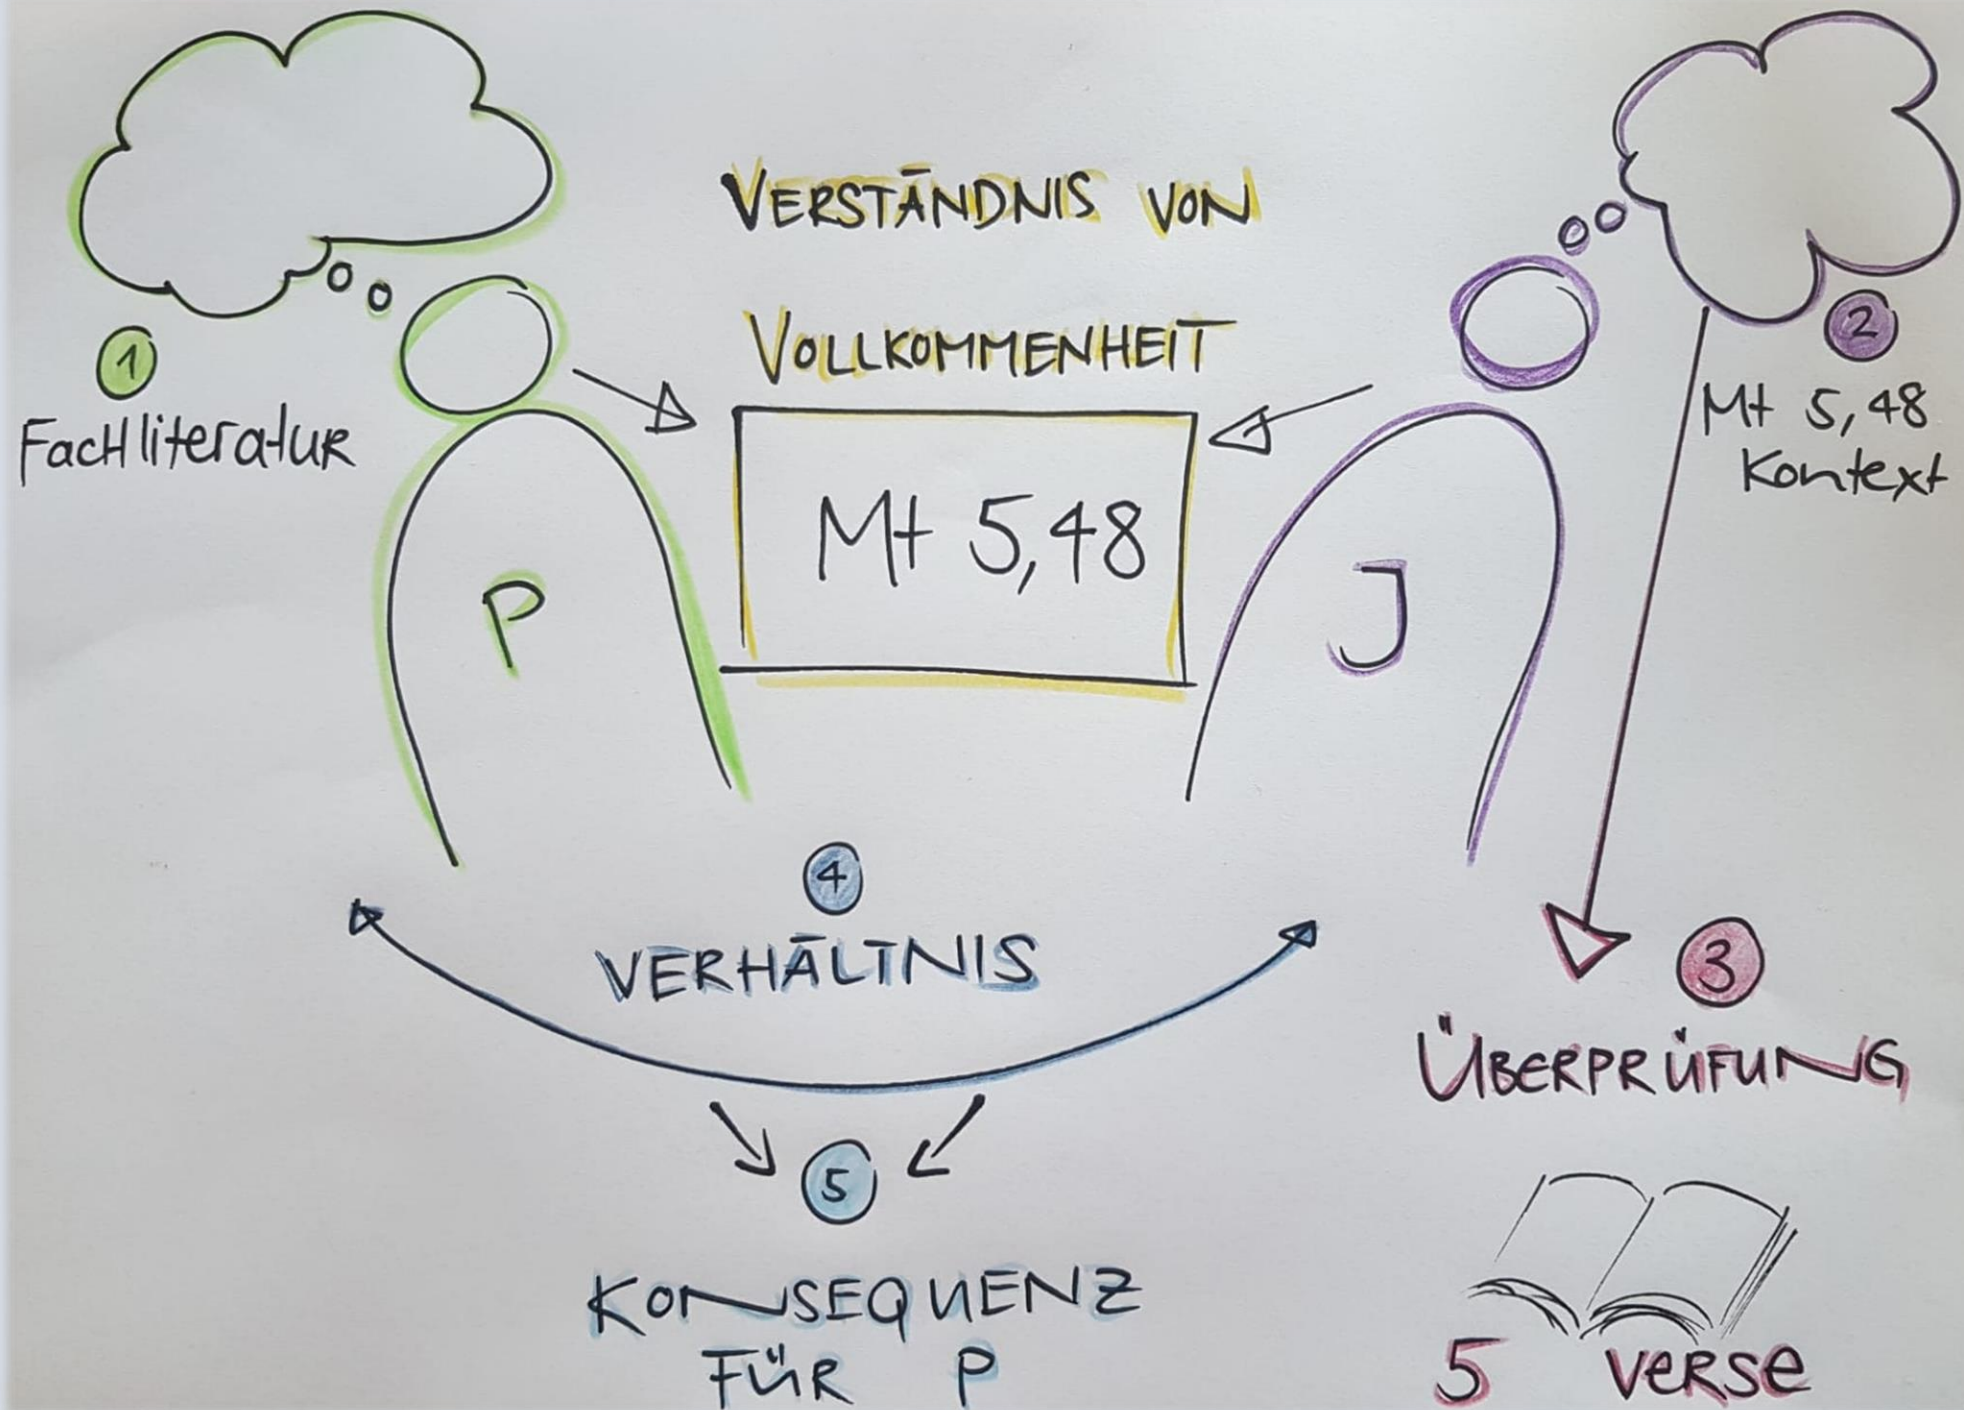 VERSTÄNDNIS VON
VOLLKOMMENHEIT
1
Fachliteratur
2
Mt 5,48
Kontext
Mt 5,48
P
J
4
VERHÄLTNIS
3
ÜBERPRÜFUNG
5
KONSEQUENZ
FÜR P
5 VERSE